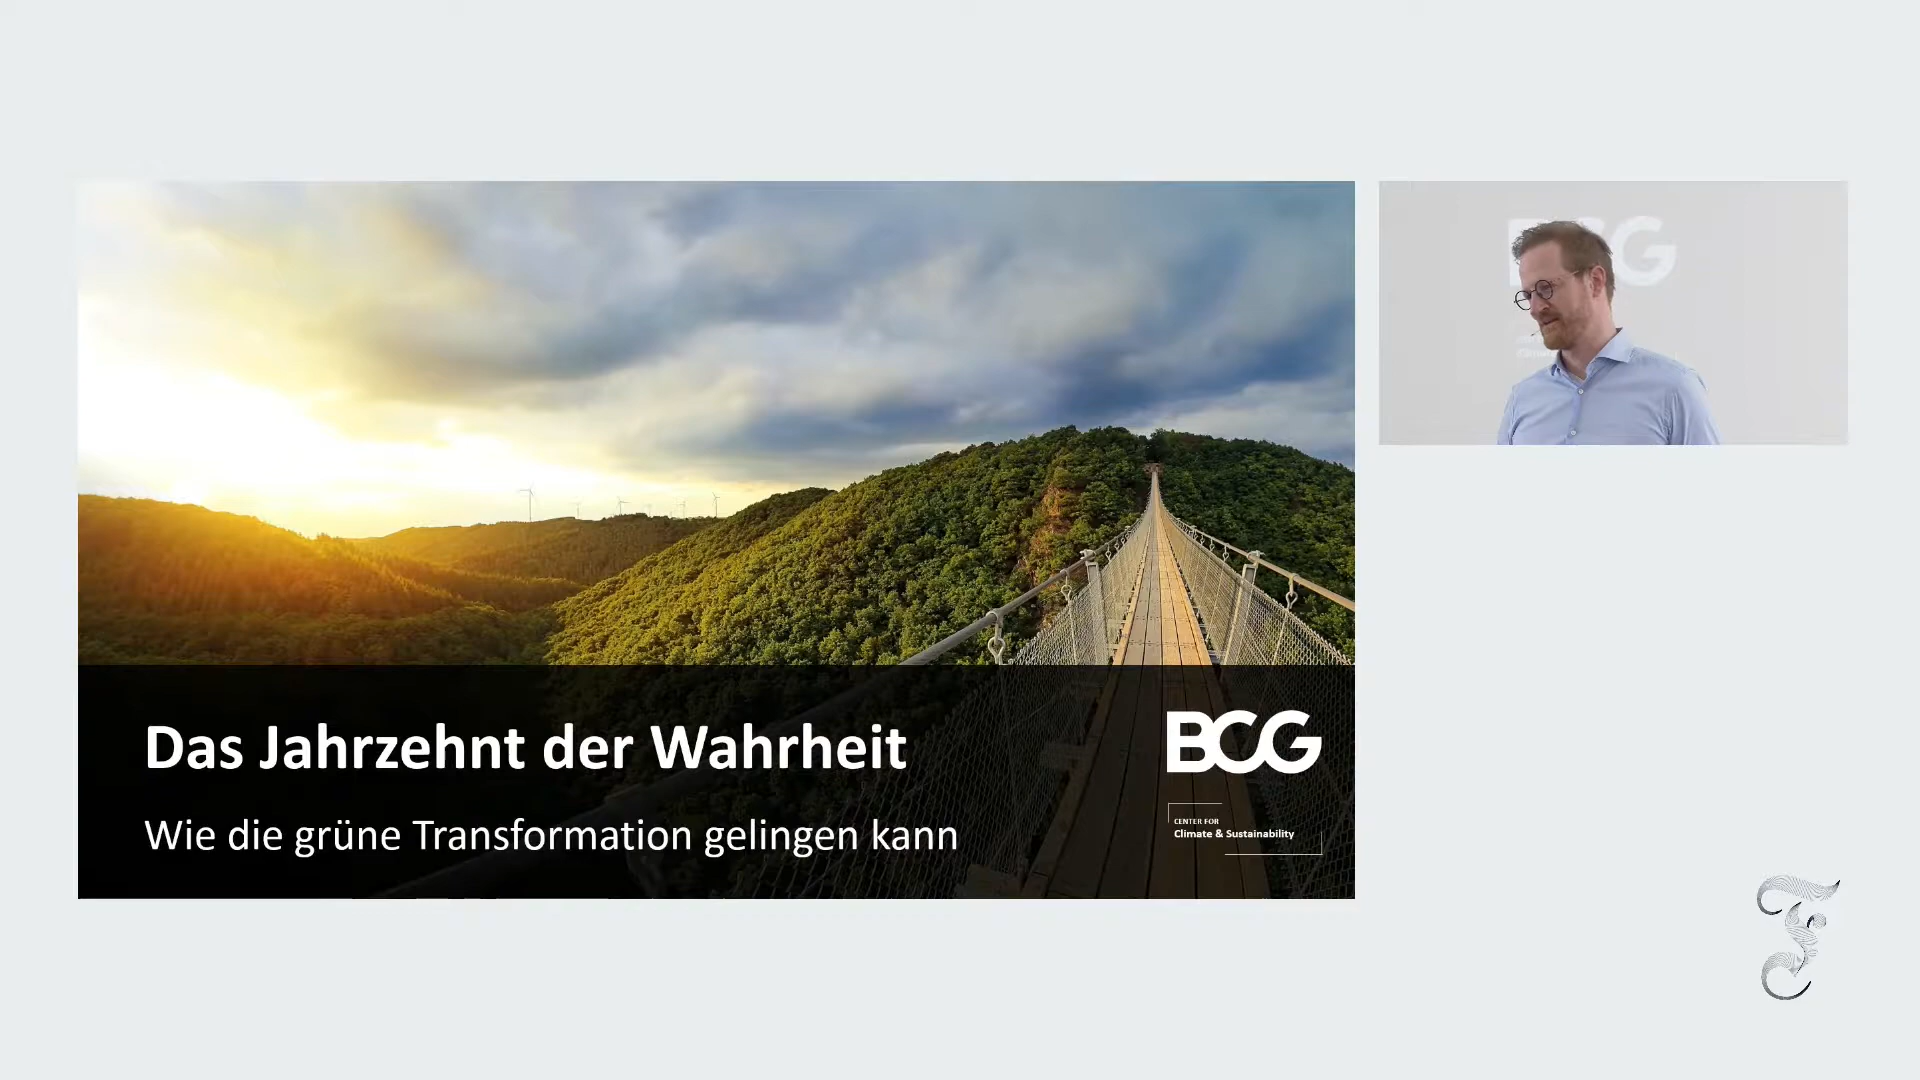 Das Jahrzehnt der Wahrheit
Wie die grüne Transformation gelingen kann
BCG
CENTER FOR
Climate & Sustainability